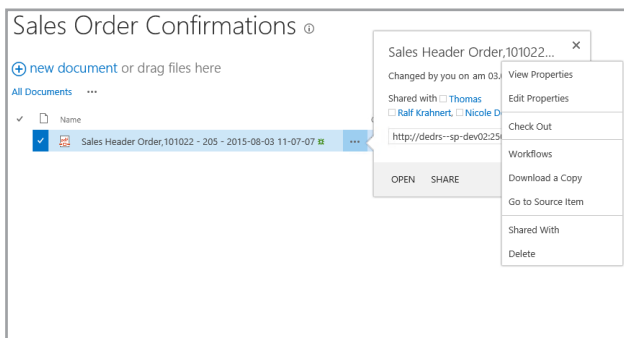 Sales Order Confirmations
new document or drag files here
All Documents ...
Name
Sales Header Order,101022 - 205 - 2015-08-03 11-07-07 ...
Sales Header Order,101022...
Changed by you on am 03.
Shared with Thomas
Ralf Krahnert, Nicole D
http://dedrs--sp-dev02:25
OPEN SHARE
View Properties
Edit Properties
Check Out
Workflows
Download a Copy
Go to Source Item
Shared With
Delete